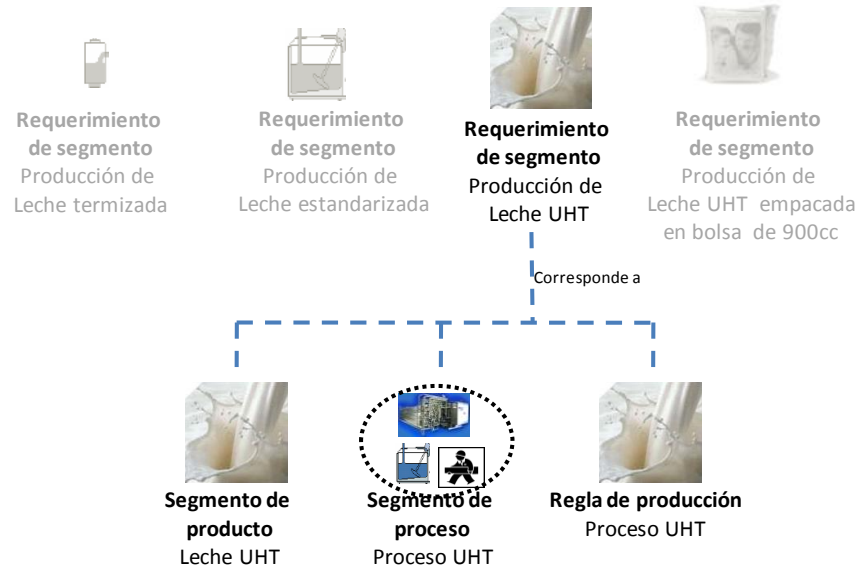 Requerimiento
de segmento
Producción de
Leche termizada
Requerimiento
de segmento
Producción de
Leche estandarizada
Requerimiento
de segmento
Producción de
Leche UHT
Requerimiento
de segmento
Producción de
Leche UHT empacada
en bolsa de 900cc
Corresponde a
Segmento de
producto
Leche UHT
Segmento de
proceso
Proceso UHT
Regla de producción
Proceso UHT